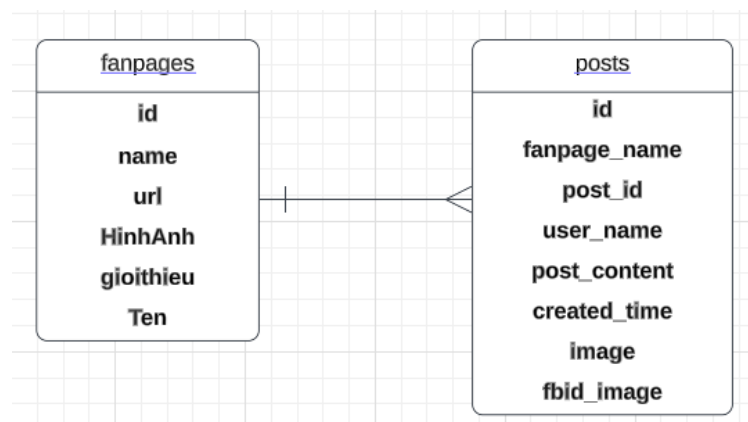 fanpages
id
name
url
HinhAnh
gioithieu
Ten
posts
id
fanpage_name
post_id
user_name
post_content
created_time
image
fbid_image